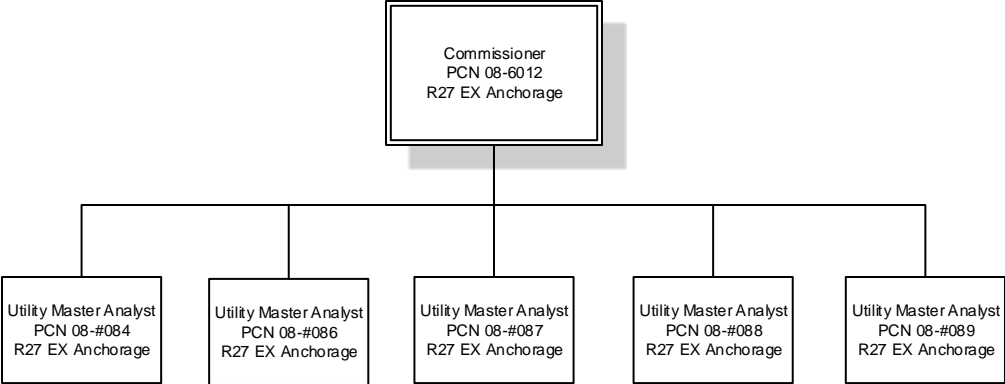 Commissioner
PCN 08-6012
R27 EX Anchorage
Utility Master Analyst
PCN 08-#084
R27 EX Anchorage
Utility Master Analyst
PCN 08-#086
R27 EX Anchorage
Utility Master Analyst
PCN 08-#087
R27 EX Anchorage
Utility Master Analyst
PCN 08-#088
R27 EX Anchorage
Utility Master Analyst
PCN 08-#089
R27 EX Anchorage